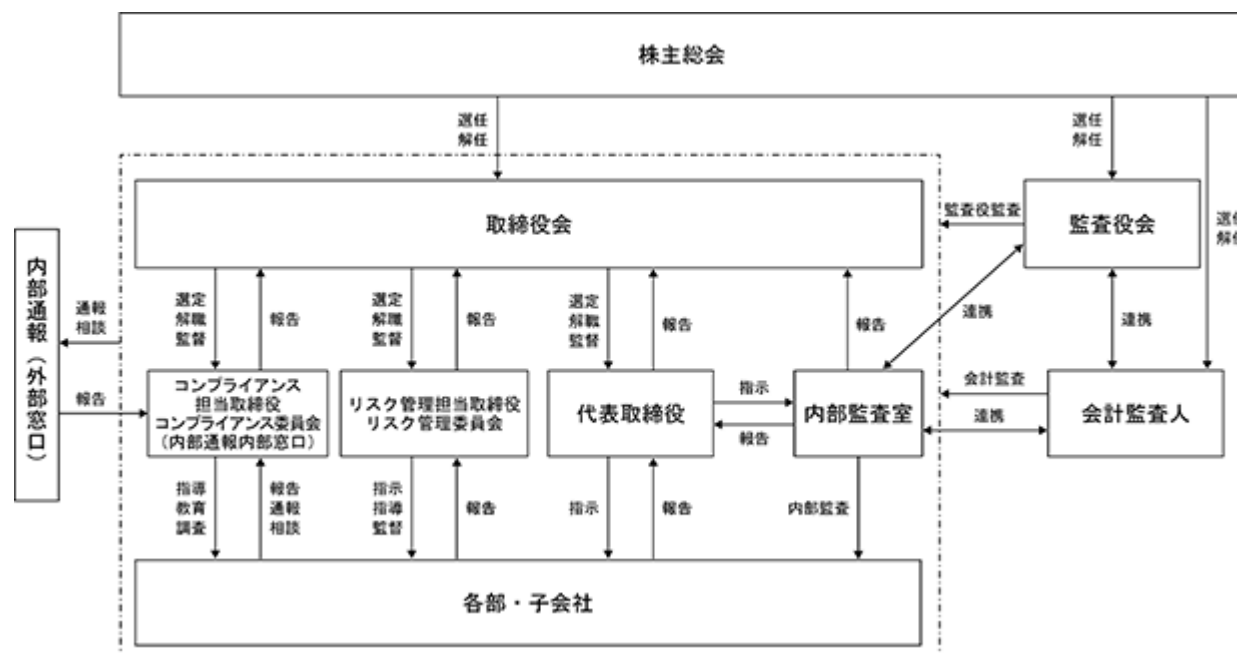 株主総会
選任
解任
選任
解任
選任
解任
取締役会
監査役監査
監査役会
内部通報（外部窓口）
通報
相談
報告
選定
解職
監督
報告
選定
解職
監督
報告
選定
解職
監督
報告
報告
連携
連携
コンプライアンス
担当取締役
コンプライアンス委員会
（内部通報内部窓口）
リスク管理担当取締役
リスク管理委員会
代表取締役
指示
報告
内部監査室
会計監査
連携
会計監査人
指導
教育
調査
報告
通報
相談
指示
指導
監督
報告
指示
報告
内部監査
各部・子会社